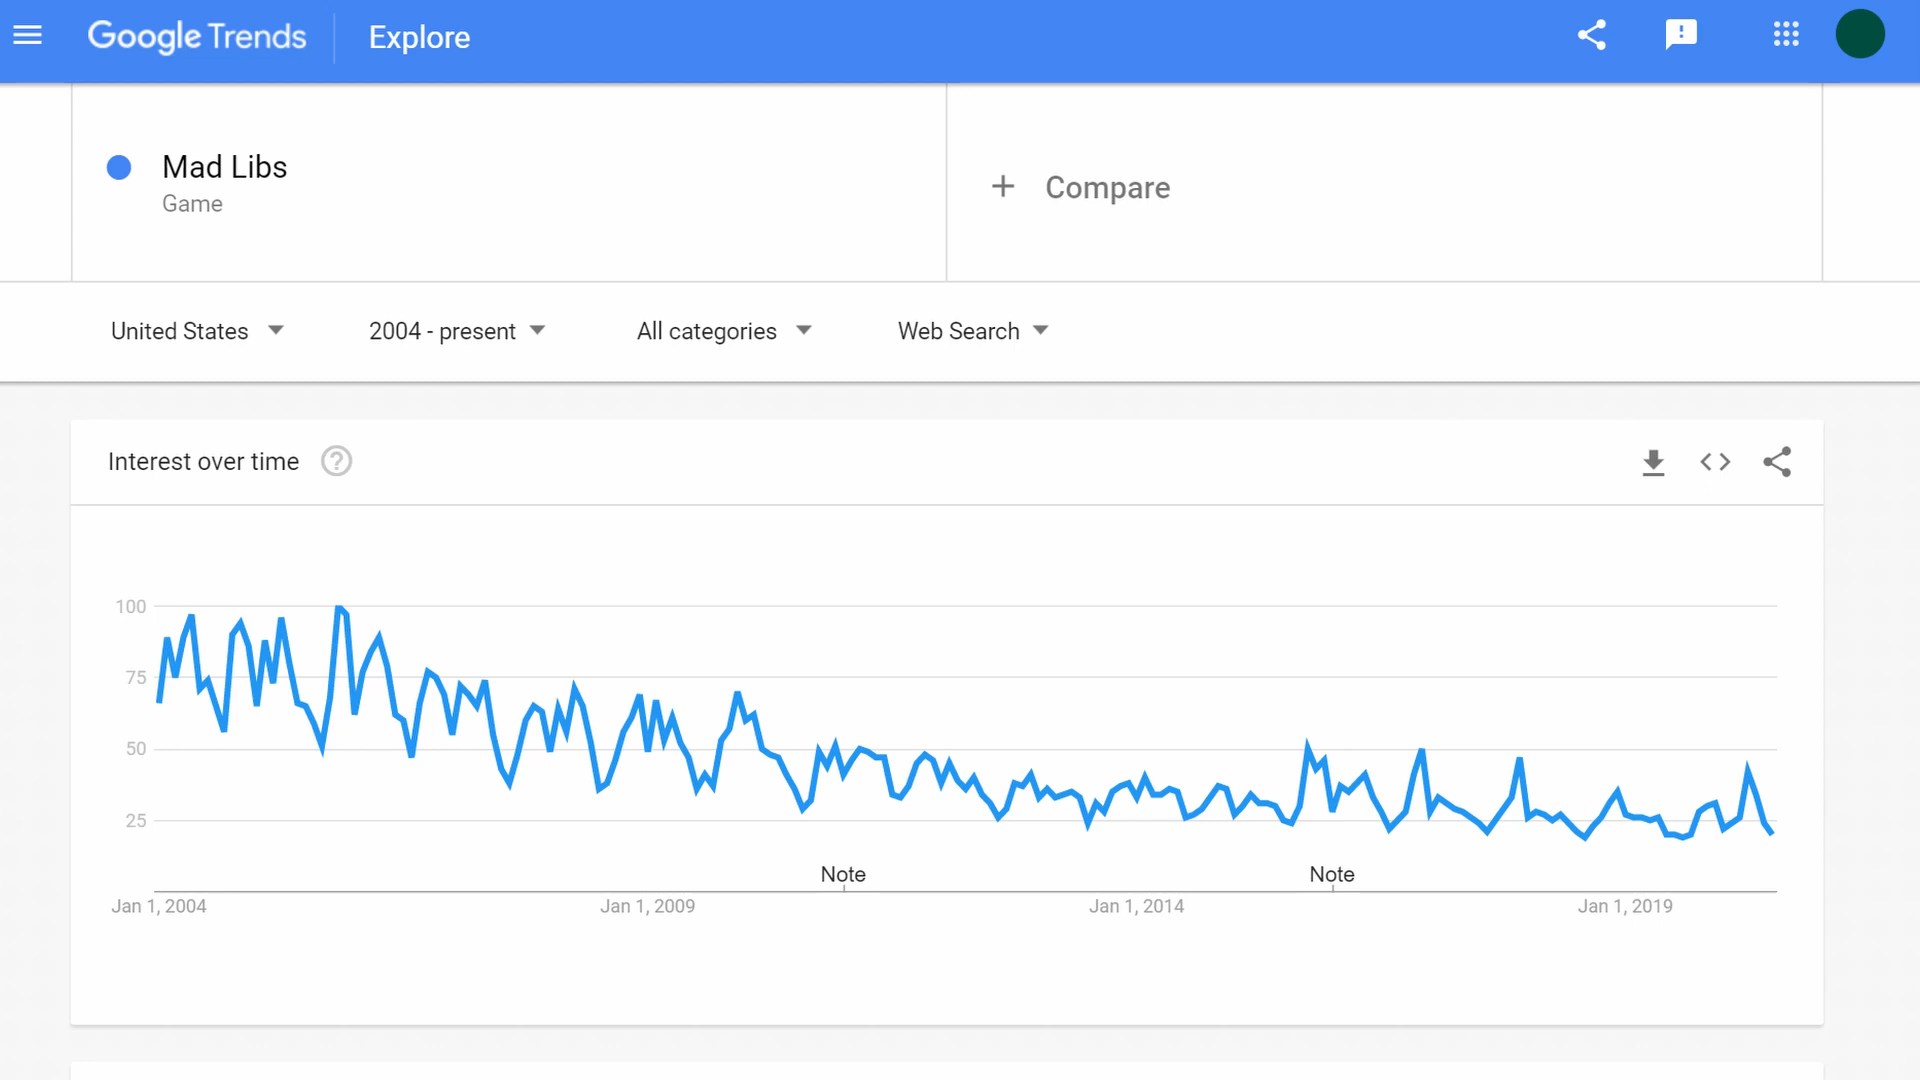 Google Trends Explore
Mad Libs
Game
+ Compare
United States 2004 - present All categories Web Search
Interest over time ?
100
75
50
25
Note Note
Jan 1, 2004 Jan 1, 2009 Jan 1, 2014 Jan 1, 2019